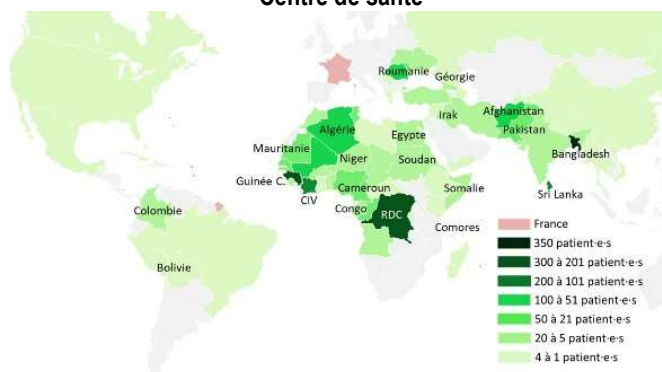 Centre de santé
Roumanie
Géorgie
Afghanistan
Irak
Pakistan
Algérie
Egypte
Bangladesh
Mauritanie
Niger
Soudan
Guinée C.
CIV
Cameroun
Somalie
Sri Lanka
Colombie
Congo
RDC
Comores
Bolivie
France
350 patient·e·s
300 à 201 patient·e·s
200 à 101 patient·e·s
100 à 51 patient·e·s
50 à 21 patient·e·s
20 à 5 patient·e·s
4 à 1 patient·e·s